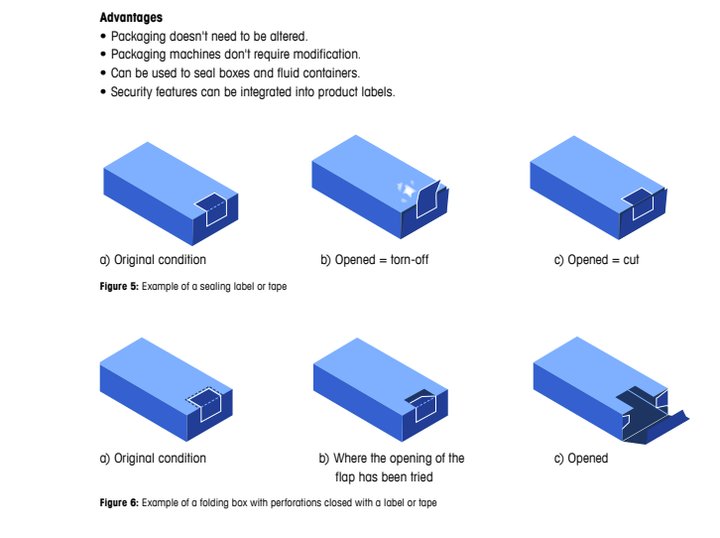 Advantages
• Packaging doesn't need to be altered.
• Packaging machines don't require modification.
• Can be used to seal boxes and fluid containers.
• Security features can be integrated into product labels.
a) Original condition
b) Opened = torn-off
c) Opened = cut
Figure 5: Example of a sealing label or tape
a) Original condition
b) Where the opening of the
flap has been tried
c) Opened
Figure 6: Example of a folding box with perforations closed with a label or tape